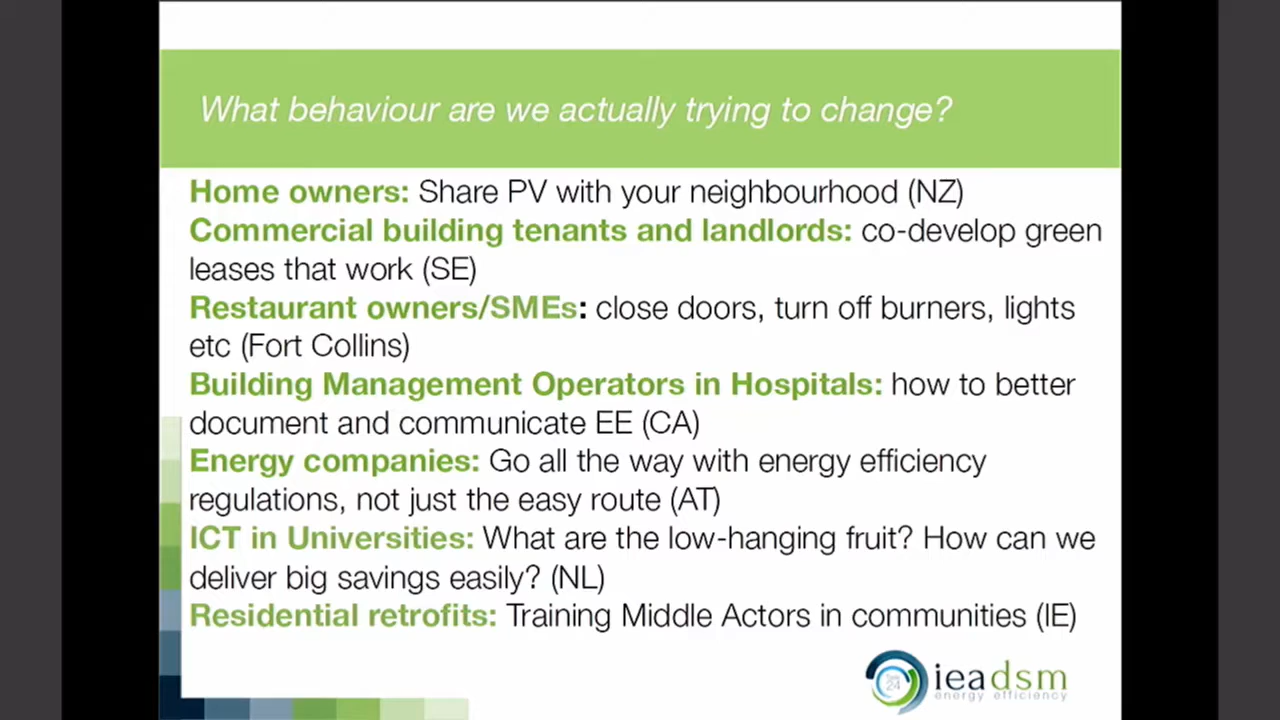 What behaviour are we actually trying to change?
Home owners: Share PV with your neighbourhood (NZ)
Commercial building tenants and landlords: co-develop green
leases that work (SE)
Restaurant owners/SMEs: close doors, turn off burners, lights
etc (Fort Collins)
Building Management Operators in Hospitals: how to better
document and communicate EE (CA)
Energy companies: Go all the way with energy efficiency
regulations, not just the easy route (AT)
ICT in Universities: What are the low-hanging fruit? How can we
deliver big savings easily? (NL)
Residential retrofits: Training Middle Actors in communities (IE)
24
ieadsm
energy efficiency